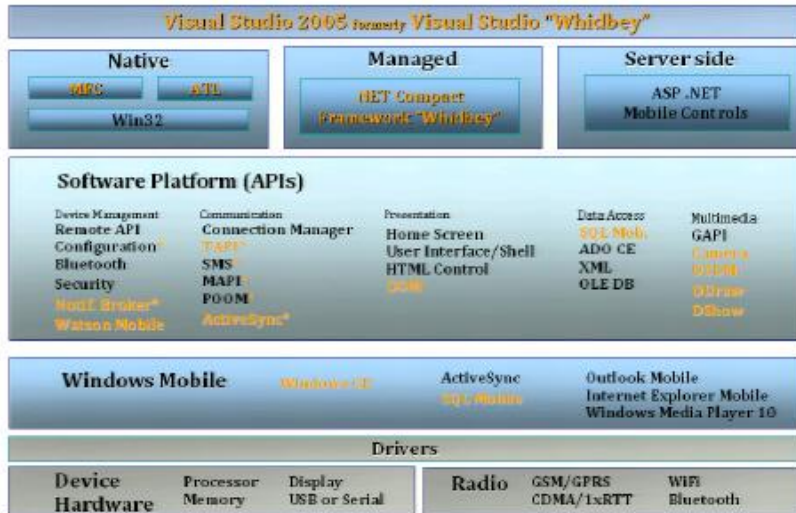 Visual Studio 2005 formerly Visual Studio "Whidbey"
Native
MFC
ATL
Win32
Managed
.NET Compact
Framework "Whidbey"
Server side
ASP .NET
Mobile Controls
Software Platform (APIs)
Device Management
Remote API
Configuration*
Bluetooth
Security
Notif. Broker*
Watson Mobile
Communication
Connection Manager
TAPI*
SMS
MAPI
POOM
ActiveSync*
Presentation
Home Screen
User Interface/Shell
HTML Control
Data Access
SQL Mob.
ADO CE
XML
OLE DB
Multimedia
GAPI
Camera
DDraw
DShow
Windows Mobile
Windows CE
ActiveSync
SQL Mobile
Outlook Mobile
Internet Explorer Mobile
Windows Media Player 10
Drivers
Device
Hardware
Processor
Memory
Display
USB or Serial
Radio
GSM/GPRS
CDMA/1xRTT
WiFi
Bluetooth